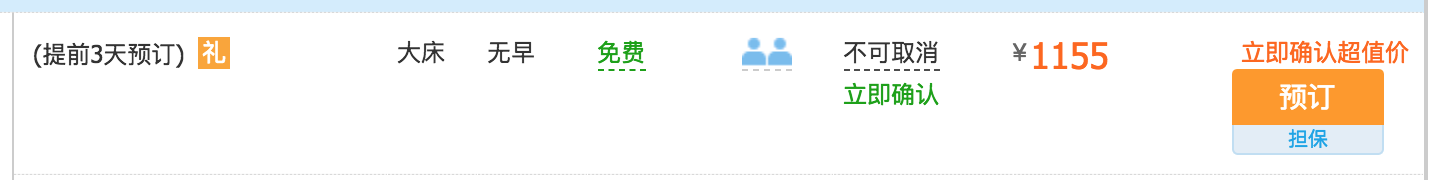 (提前3天预订) 礼 大床 无早 免费 不可取消 ¥1155 立即确认超值价
立即确认 预订
担保